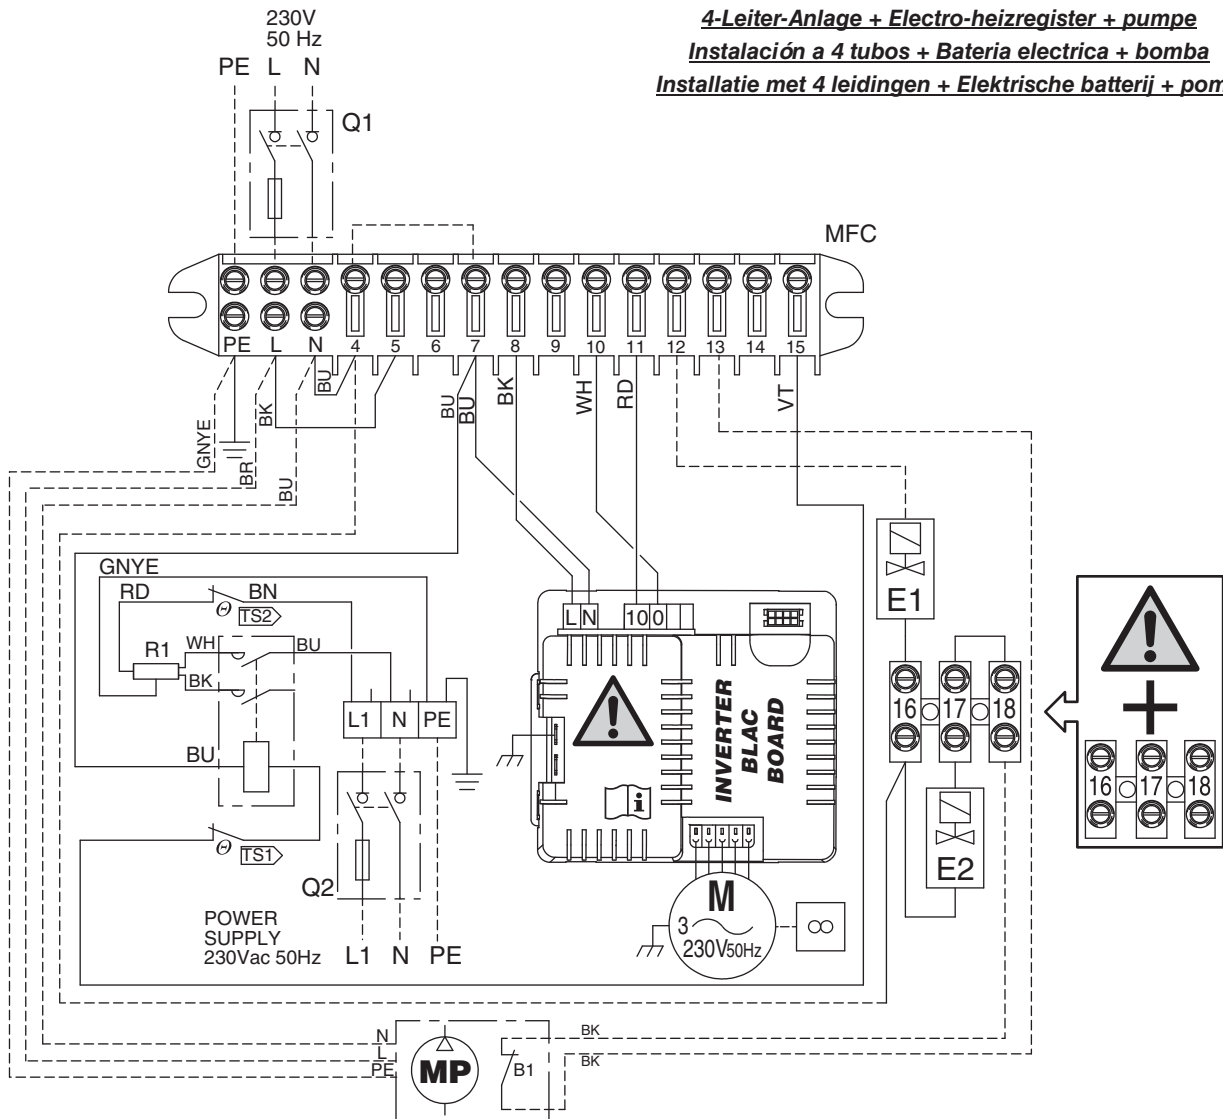 4-Leiter-Anlage + Electro-heizregister + pumpe
Instalación a 4 tubos + Bateria electrica + bomba
Installatie met 4 leidingen + Elektrische batterij + pom
230V
50 Hz
PE L N
Q1
MFC
PE L N 4 5 6 7 8 9 10 11 12 13 14 15
BU
BU
BU
BK
WH
RD
VT
GNYE
BK
BR
BU
GNYE
RD
BN
TS2
R1
WH
BU
BK
L1 N PE
BU
TS1
Q2
POWER
SUPPLY
230Vac 50Hz
L1 N PE
L N 10 0
INVERTER
BLAC
BOARD
i
M
3
230V50Hz
E1
16 17 18
E2
16 17 18
N
L
PE
MP
B1
BK
BK